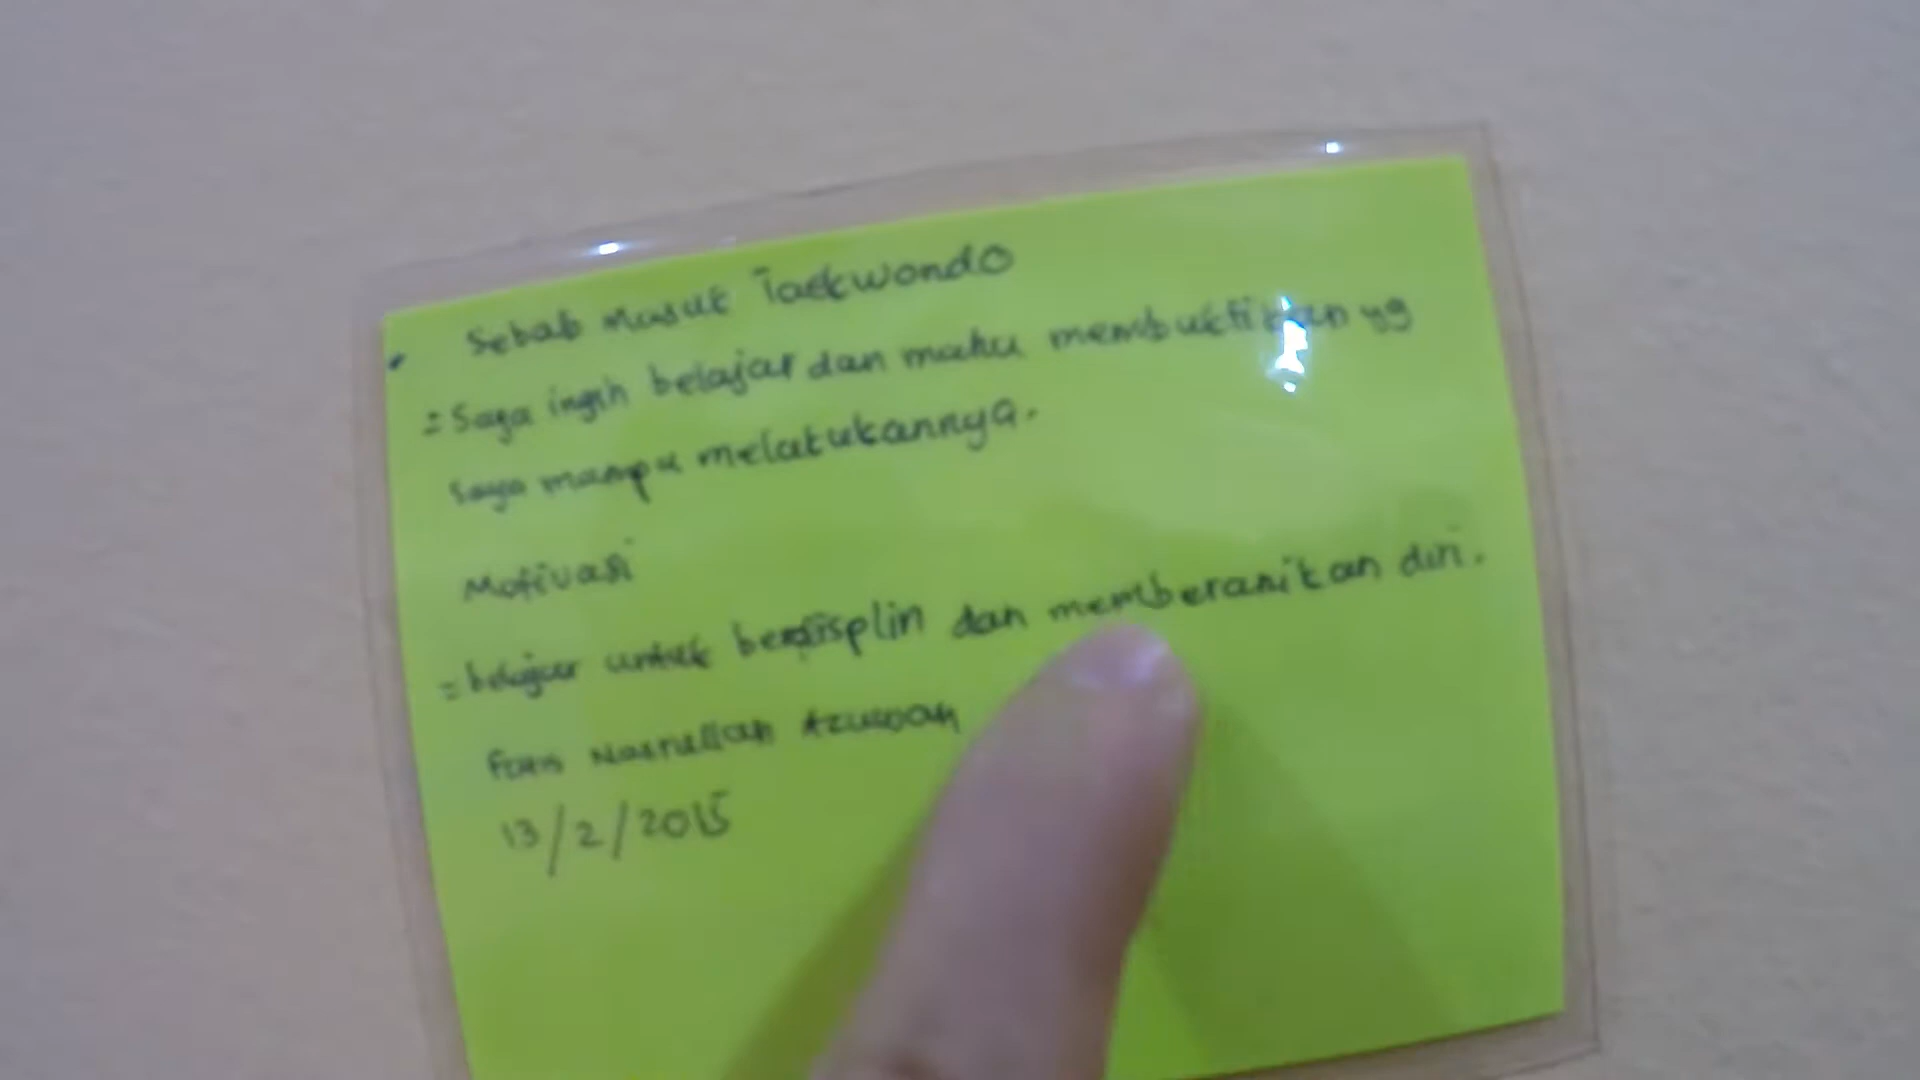 Sebab Masuk Taekwondo
= Saya ingin belajar dan mahu membuktikan yg
saya mampu melakukannya.
Motivasi
= belajar untuk berdisplin dan memberanikan diri.
Nasrullah
13/2/2015